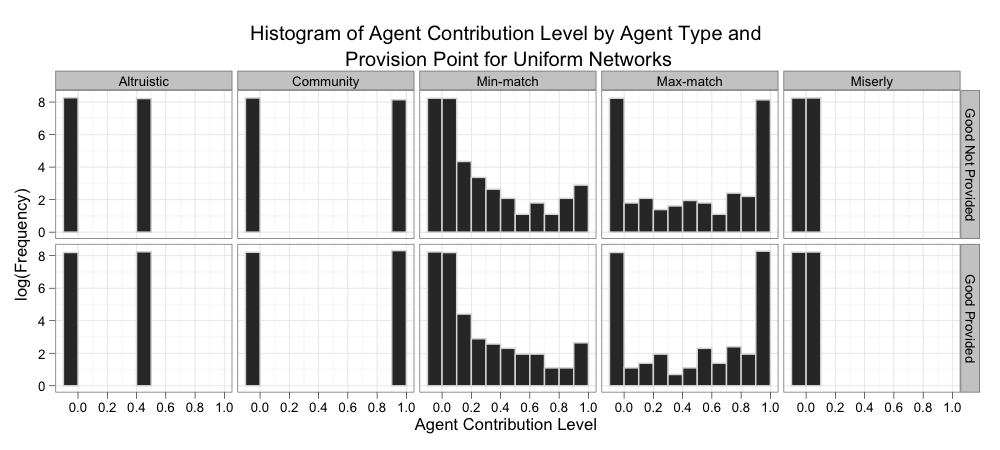 Histogram of Agent Contribution Level by Agent Type and
Provision Point for Uniform Networks
Altruistic Community Min-match Max-match Miserly
8
6
4
2
0
Good Not Provided
log(Frequency)
8
6
4
2
0
Good Provided
0.0 0.2 0.4 0.6 0.8 1.0 0.0 0.2 0.4 0.6 0.8 1.0 0.0 0.2 0.4 0.6 0.8 1.0 0.0 0.2 0.4 0.6 0.8 1.0 0.0 0.2 0.4 0.6 0.8 1.0
Agent Contribution Level